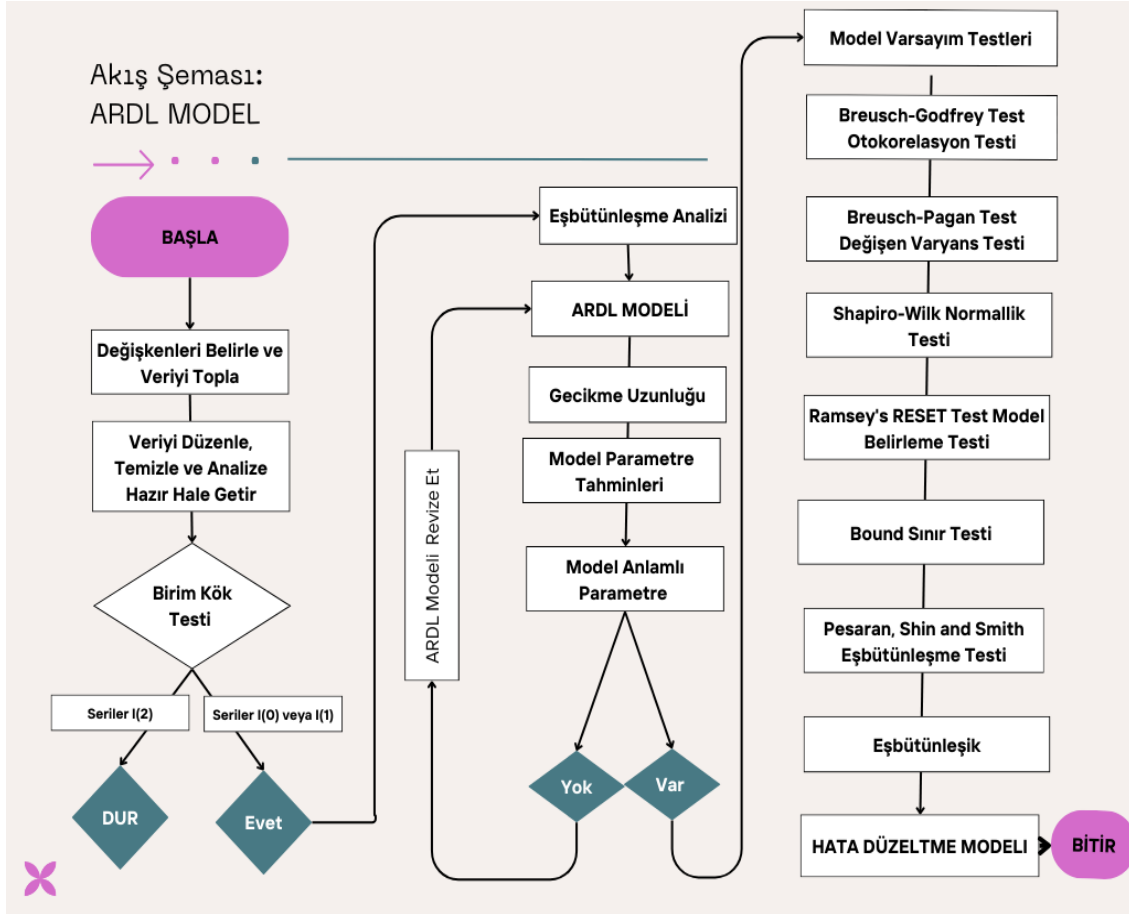 Akış Şeması:
ARDL MODEL
BAŞLA
Değişkenleri Belirle ve
Veriyi Topla
Veriyi Düzenle,
Temizle ve Analize
Hazır Hale Getir
Birim Kök
Testi
Seriler I(2)
Seriler I(0) veya I(1)
DUR
Evet
Eşbütünleşme Analizi
ARDL MODELİ
Gecikme Uzunluğu
Model Parametre
Tahminleri
Model Anlamlı
Parametre
ARDL Modeli Revize Et
Yok
Var
Model Varsayım Testleri
Breusch-Godfrey Test
Otokorelasyon Testi
Breusch-Pagan Test
Değişen Varyans Testi
Shapiro-Wilk Normallik
Testi
Ramsey's RESET Test Model
Belirleme Testi
Bound Sınır Testi
Pesaran, Shin and Smith
Eşbütünleşme Testi
Eşbütünleşik
HATA DÜZELTME MODELI
BİTİR